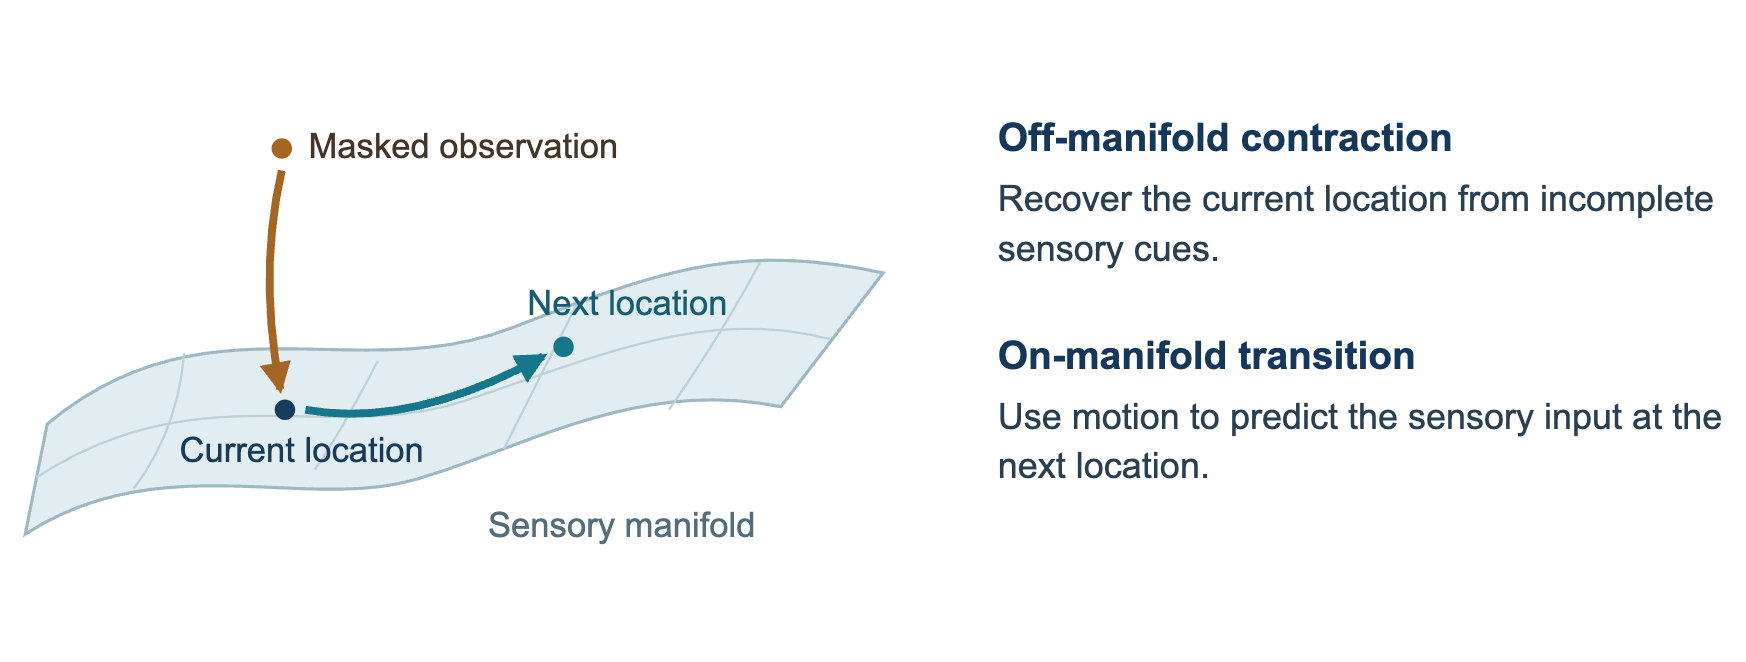 Masked observation
Next location
Current location
Sensory manifold
Off-manifold contraction
Recover the current location from incomplete
sensory cues.
On-manifold transition
Use motion to predict the sensory input at the
next location.